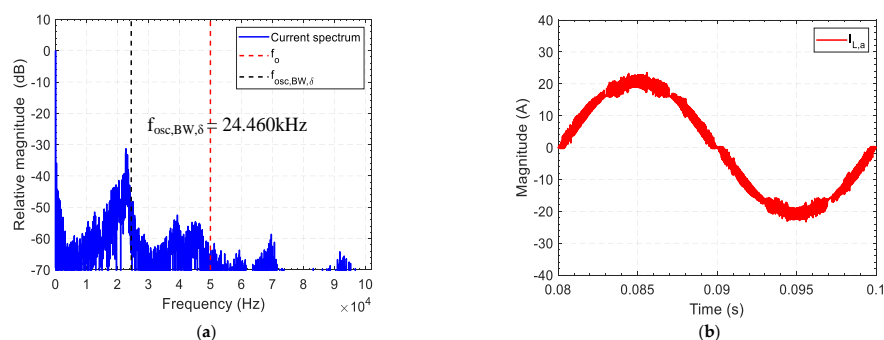 10
0
-10
-20
-30
-40
-50
-60
-70
Relative magnitude (dB)
Current spectrum
f_o
f_osc,BW,δ
f_osc,BW,δ = 24.460kHz
0 1 2 3 4 5 6 7 8 9 10
Frequency (Hz)
×10^4
(a)
40
30
20
10
0
-10
-20
-30
-40
Magnitude (A)
I_L,a
0.08 0.085 0.09 0.095 0.1
Time (s)
(b)